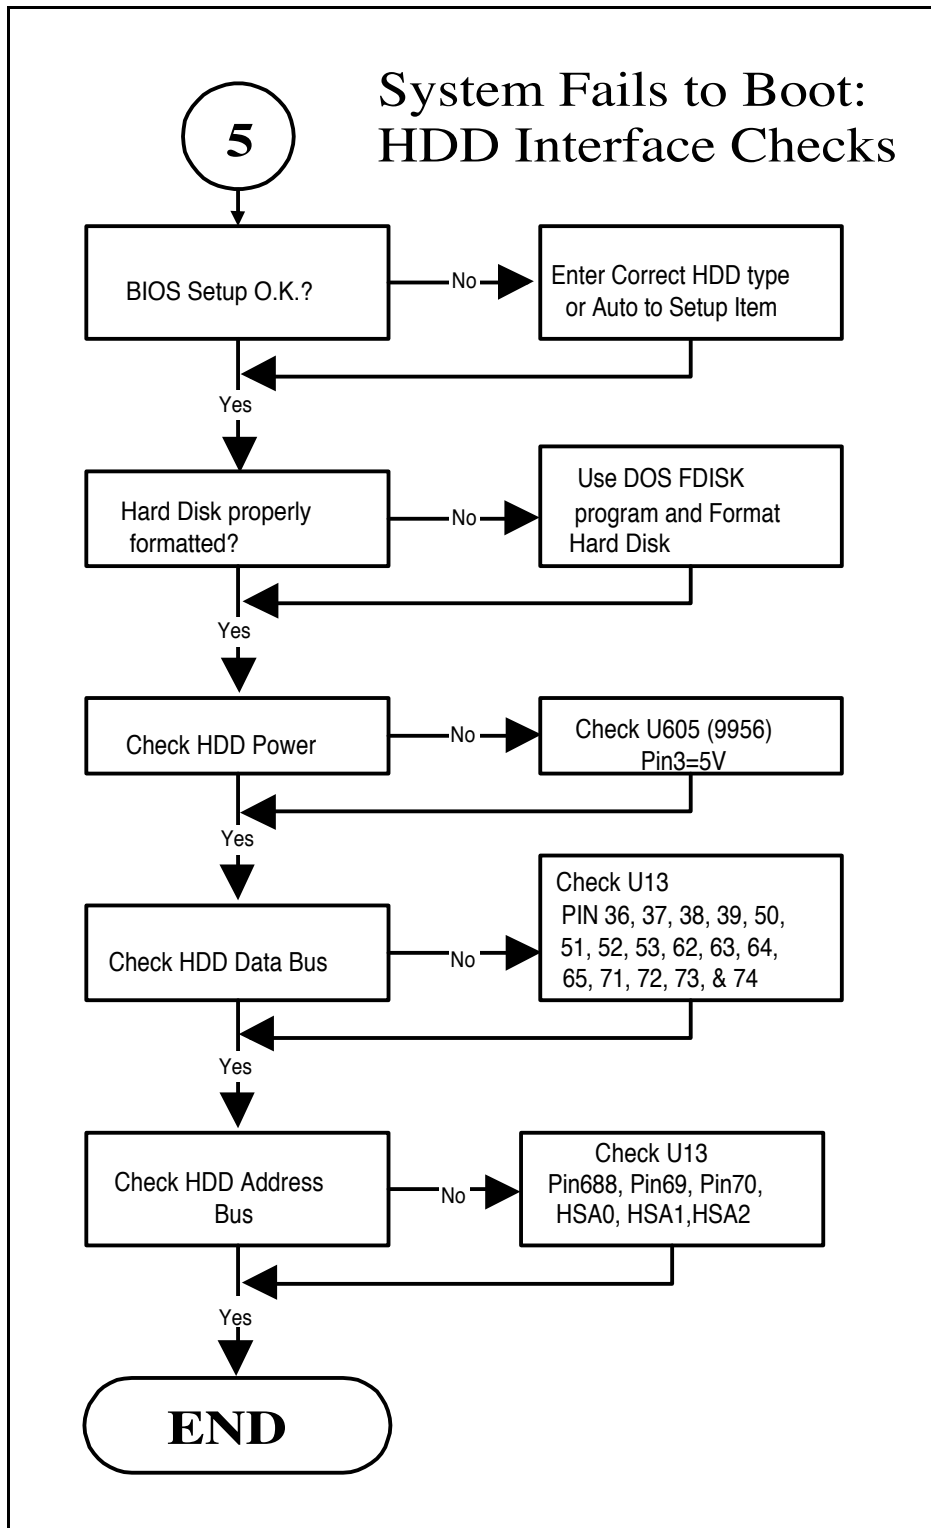 System Fails to Boot:
HDD Interface Checks
5
BIOS Setup O.K.?
No
Enter Correct HDD type
or Auto to Setup Item
Yes
Hard Disk properly
formatted?
No
Use DOS FDISK
program and Format
Hard Disk
Yes
Check HDD Power
No
Check U605 (9956)
Pin3=5V
Yes
Check HDD Data Bus
No
Check U13
PIN 36, 37, 38, 39, 50,
51, 52, 53, 62, 63, 64,
65, 71, 72, 73, & 74
Yes
Check HDD Address
Bus
No
Check U13
Pin688, Pin69, Pin70,
HSA0, HSA1,HSA2
Yes
END